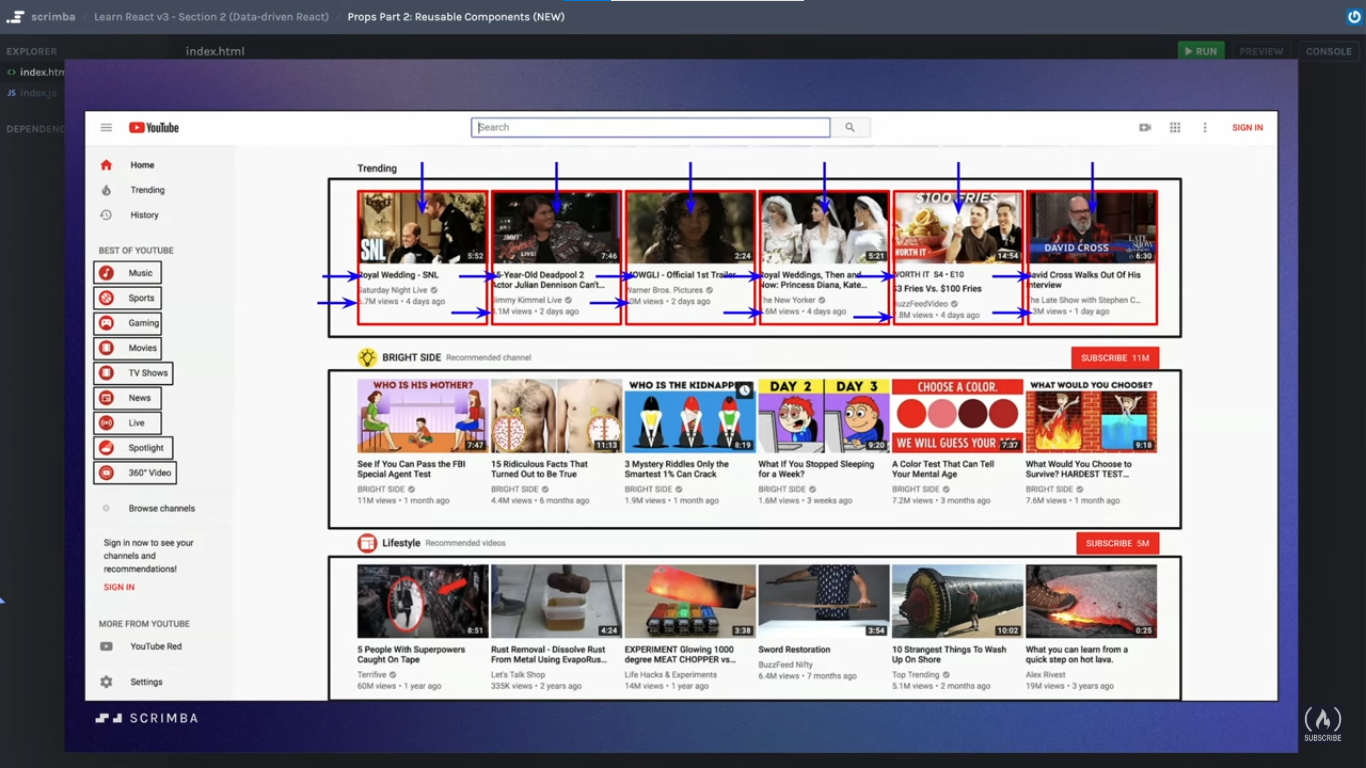 scrimba / Learn React v3 - Section 2 (Data-driven React) / Props Part 2: Reusable Components (NEW)
EXPLORER
index.html
RUN
PREVIEW
CONSOLE
index.htm
JS index.js
DEPENDENC
YouTube
Search
SIGN IN
Home
Trending
History
BEST OF YOUTUBE
Music
Sports
Gaming
Movies
TV Shows
News
Live
Spotlight
360° Video
Browse channels
Sign in now to see your
channels and
recommendations!
SIGN IN
MORE FROM YOUTUBE
YouTube Red
Settings
Trending
SNL
5:52
Royal Wedding - SNL
Saturday Night Live
.7M views • 4 days ago
JIMMY
LIVE!
7:46
15-Year-Old Deadpool 2
Actor Julian Dennison Can't...
Jimmy Kimmel Live
.1M views • 2 days ago
2:24
MOWGLI - Official 1st Trailer
Warner Bros. Pictures
0M views • 2 days ago
5:21
Royal Weddings, Then and
Now: Princess Diana, Kate...
The New Yorker
.6M views • 4 days ago
$100 FRIES
WORTH IT
14:54
WORTH IT S4 • E10
$3 Fries Vs. $100 Fries
BuzzFeedVideo
.8M views • 4 days ago
DAVID CROSS
LATE SHOW
6:30
David Cross Walks Out Of His
Interview
The Late Show with Stephen C...
.3M views • 1 day ago
BRIGHT SIDE Recommended channel
SUBSCRIBE 11M
WHO IS HIS MOTHER?
7:47
See If You Can Pass the FBI
Special Agent Test
BRIGHT SIDE
11M views • 1 month ago
11:13
15 Ridiculous Facts That
Turned Out to Be True
BRIGHT SIDE
4.4M views • 6 months ago
WHO IS THE KIDNAPP
8:19
3 Mystery Riddles Only the
Smartest 1% Can Crack
BRIGHT SIDE
1.9M views • 1 month ago
DAY 2 DAY 3
9:20
What If You Stopped Sleeping
for a Week?
BRIGHT SIDE
1.6M views • 3 weeks ago
CHOOSE A COLOR.
WE WILL GUESS YOUR AGE
7:37
A Color Test That Can Tell
Your Mental Age
BRIGHT SIDE
7.2M views • 3 months ago
WHAT WOULD YOU CHOOSE?
9:18
What Would You Choose to
Survive? HARDEST TEST...
BRIGHT SIDE
7.6M views • 1 month ago
Lifestyle Recommended videos
SUBSCRIBE 5M
8:51
5 People With Superpowers
Caught On Tape
Terrifive
60M views • 1 year ago
4:24
Rust Removal - Dissolve Rust
From Metal Using EvapoRus...
Let's Talk Shop
335K views • 2 years ago
3:38
EXPERIMENT Glowing 1000
degree MEAT CHOPPER vs...
Life Hacks & Experiments
14M views • 1 year ago
3:54
Sword Restoration
BuzzFeed Nifty
6.4M views • 7 months ago
10:02
10 Strangest Things To Wash
Up On Shore
Top Trending
5.1M views • 2 months ago
0:25
What you can learn from a
quick step on hot lava.
Alex Rivest
19M views • 3 years ago
SCRIMBA
SUBSCRIBE